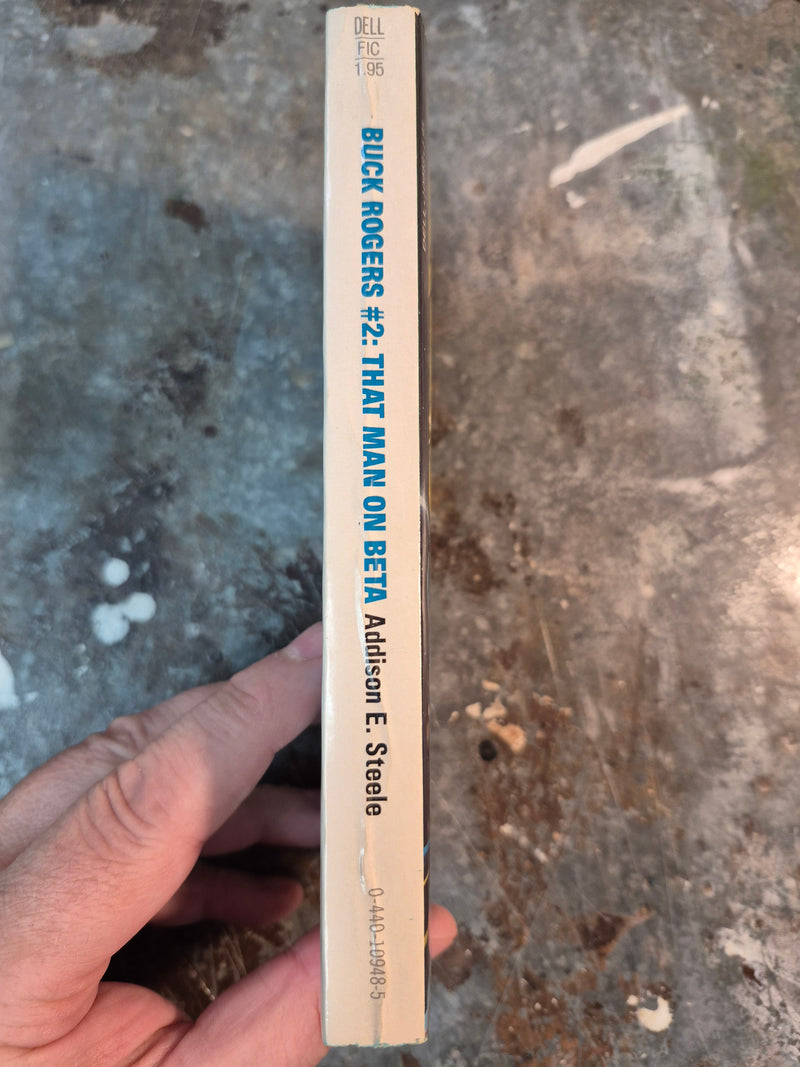 DELL
FIC
1.95
BUCK ROGERS #2: THAT MAN ON BETA Addison E. Steele
0-440-10948-5